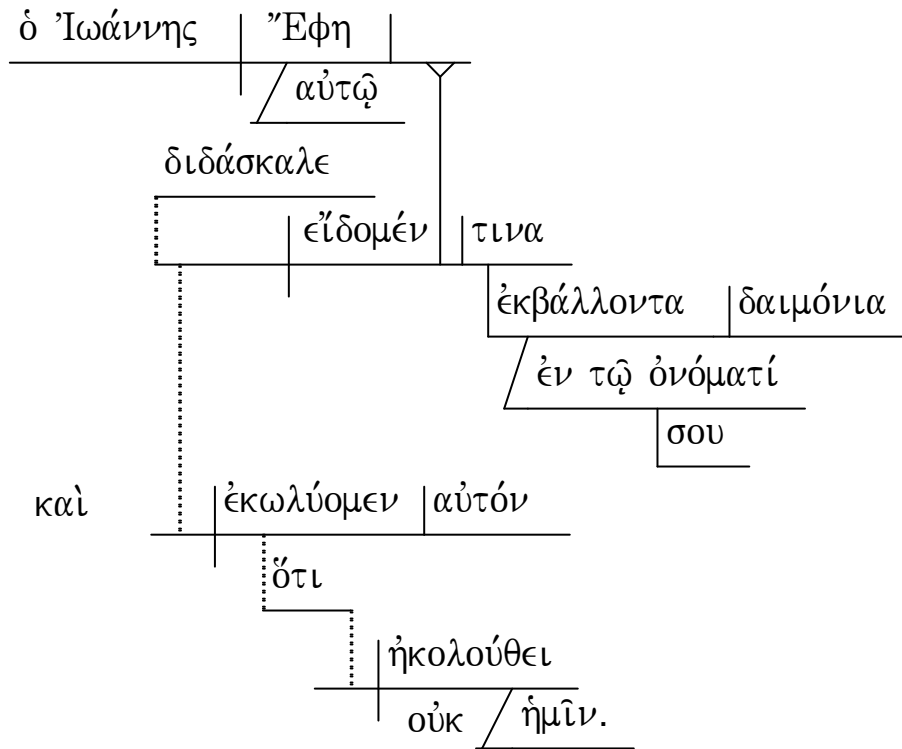 ὁ Ἰωάννης Ἔφη
αὐτῷ
διδάσκαλε
εἴδομέν τινα
ἐκβάλλοντα δαιμόνια
ἐν τῷ ὀνόματί
σου
καὶ ἐκωλύομεν αὐτόν
ὅτι
ἠκολούθει
οὐκ ἡμῖν.